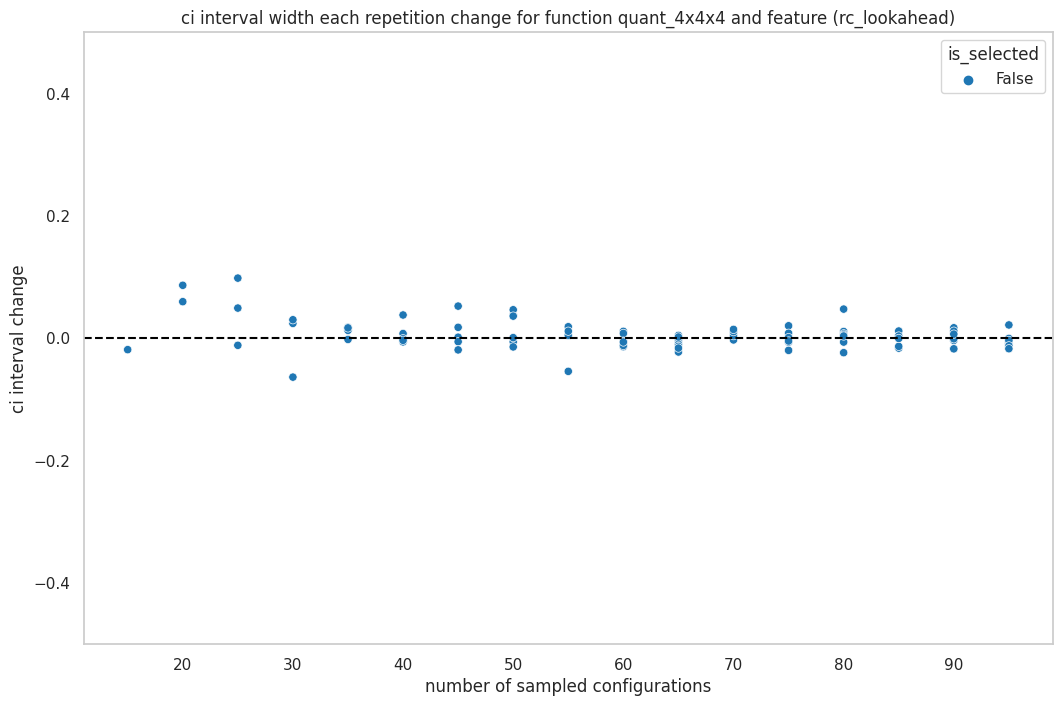 ci interval width each repetition change for function quant_4x4x4 and feature (rc_lookahead)
is_selected
False
ci interval change
0.4
0.2
0.0
−0.2
−0.4
20 30 40 50 60 70 80 90
number of sampled configurations